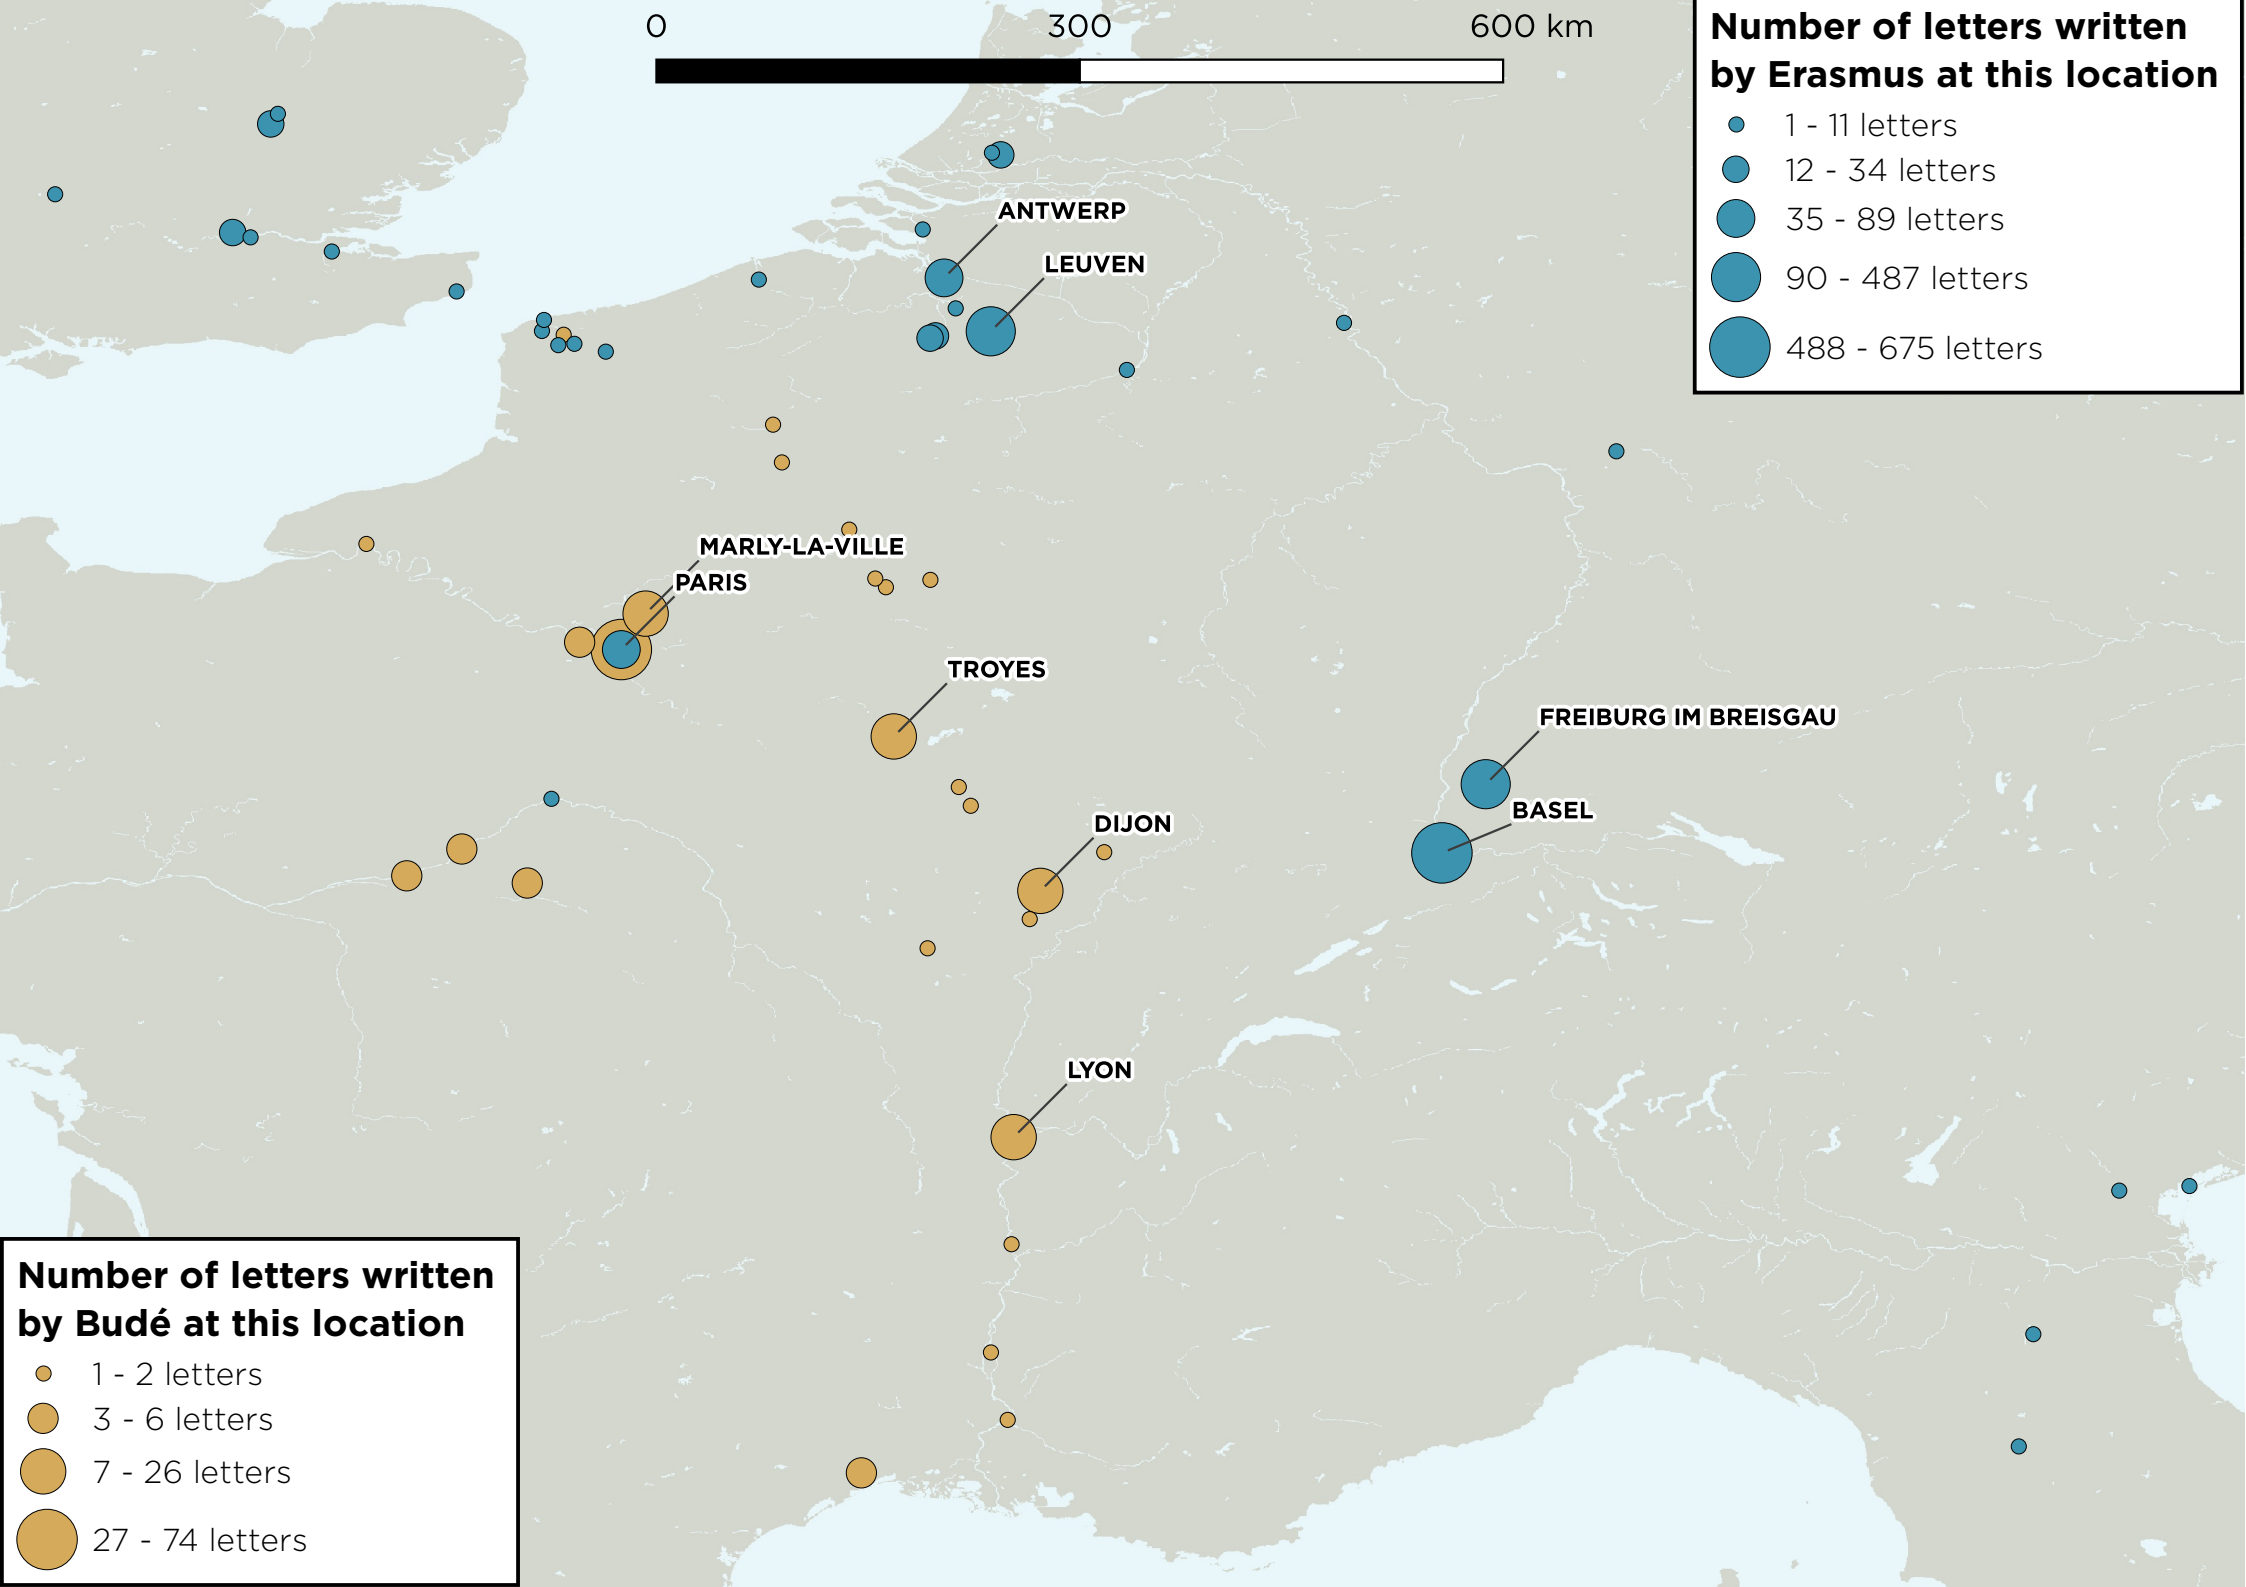 0 300 600 km
Number of letters written
by Erasmus at this location
1 - 11 letters
12 - 34 letters
35 - 89 letters
90 - 487 letters
488 - 675 letters
ANTWERP
LEUVEN
MARLY-LA-VILLE
PARIS
TROYES
FREIBURG IM BREISGAU
BASEL
DIJON
LYON
Number of letters written
by Budé at this location
1 - 2 letters
3 - 6 letters
7 - 26 letters
27 - 74 letters